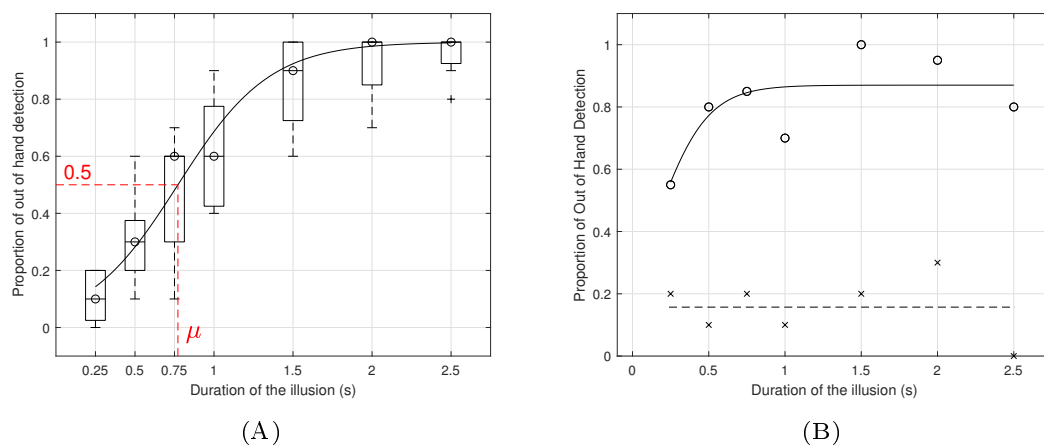 Proportion of out of hand detection
1
0.8
0.6
0.4
0.2
0
0.5
μ
0.25 0.5 0.75 1 1.5 2 2.5
Duration of the illusion (s)
(A)
Proportion of Out of Hand Detection
1
0.8
0.6
0.4
0.2
0
0 0.5 1 1.5 2 2.5
Duration of the illusion (s)
(B)